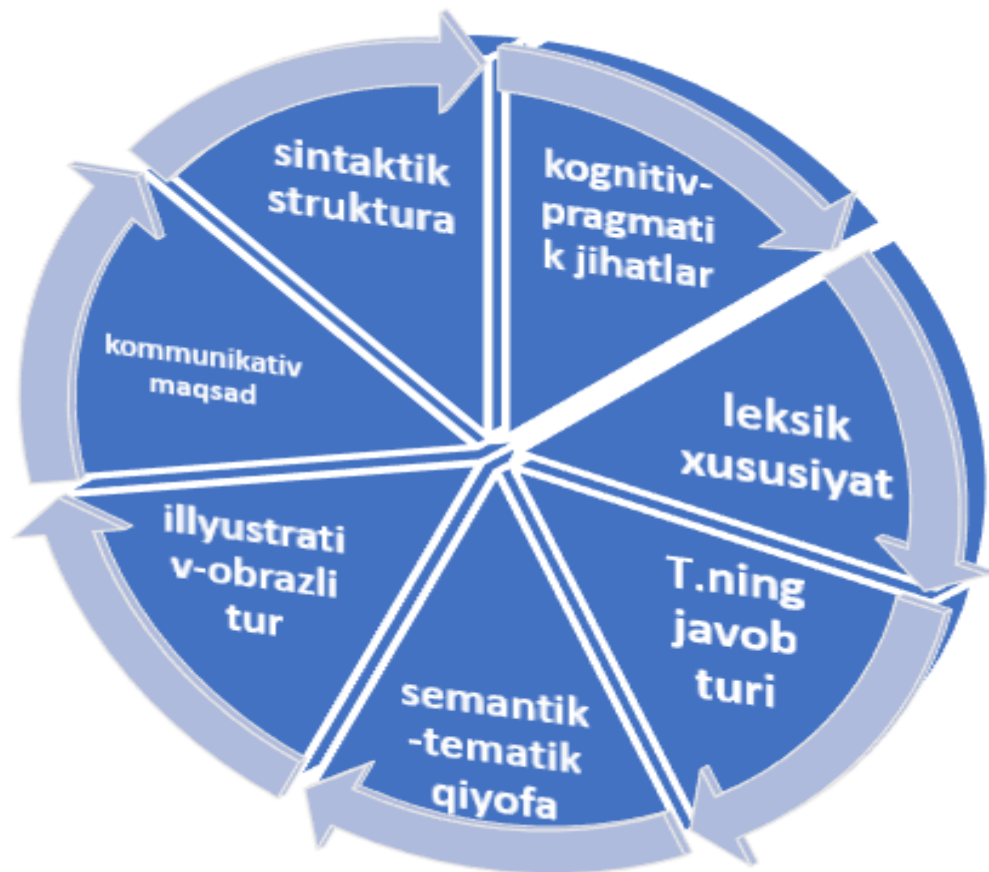 sintaktik
struktura
kognitiv-
pragmati
k jihatlar
leksik
xususiyat
T.ning
javob
turi
semantik
-tematik
qiyofa
illyustrati
v-obrazli
tur
kommunikativ
maqsad